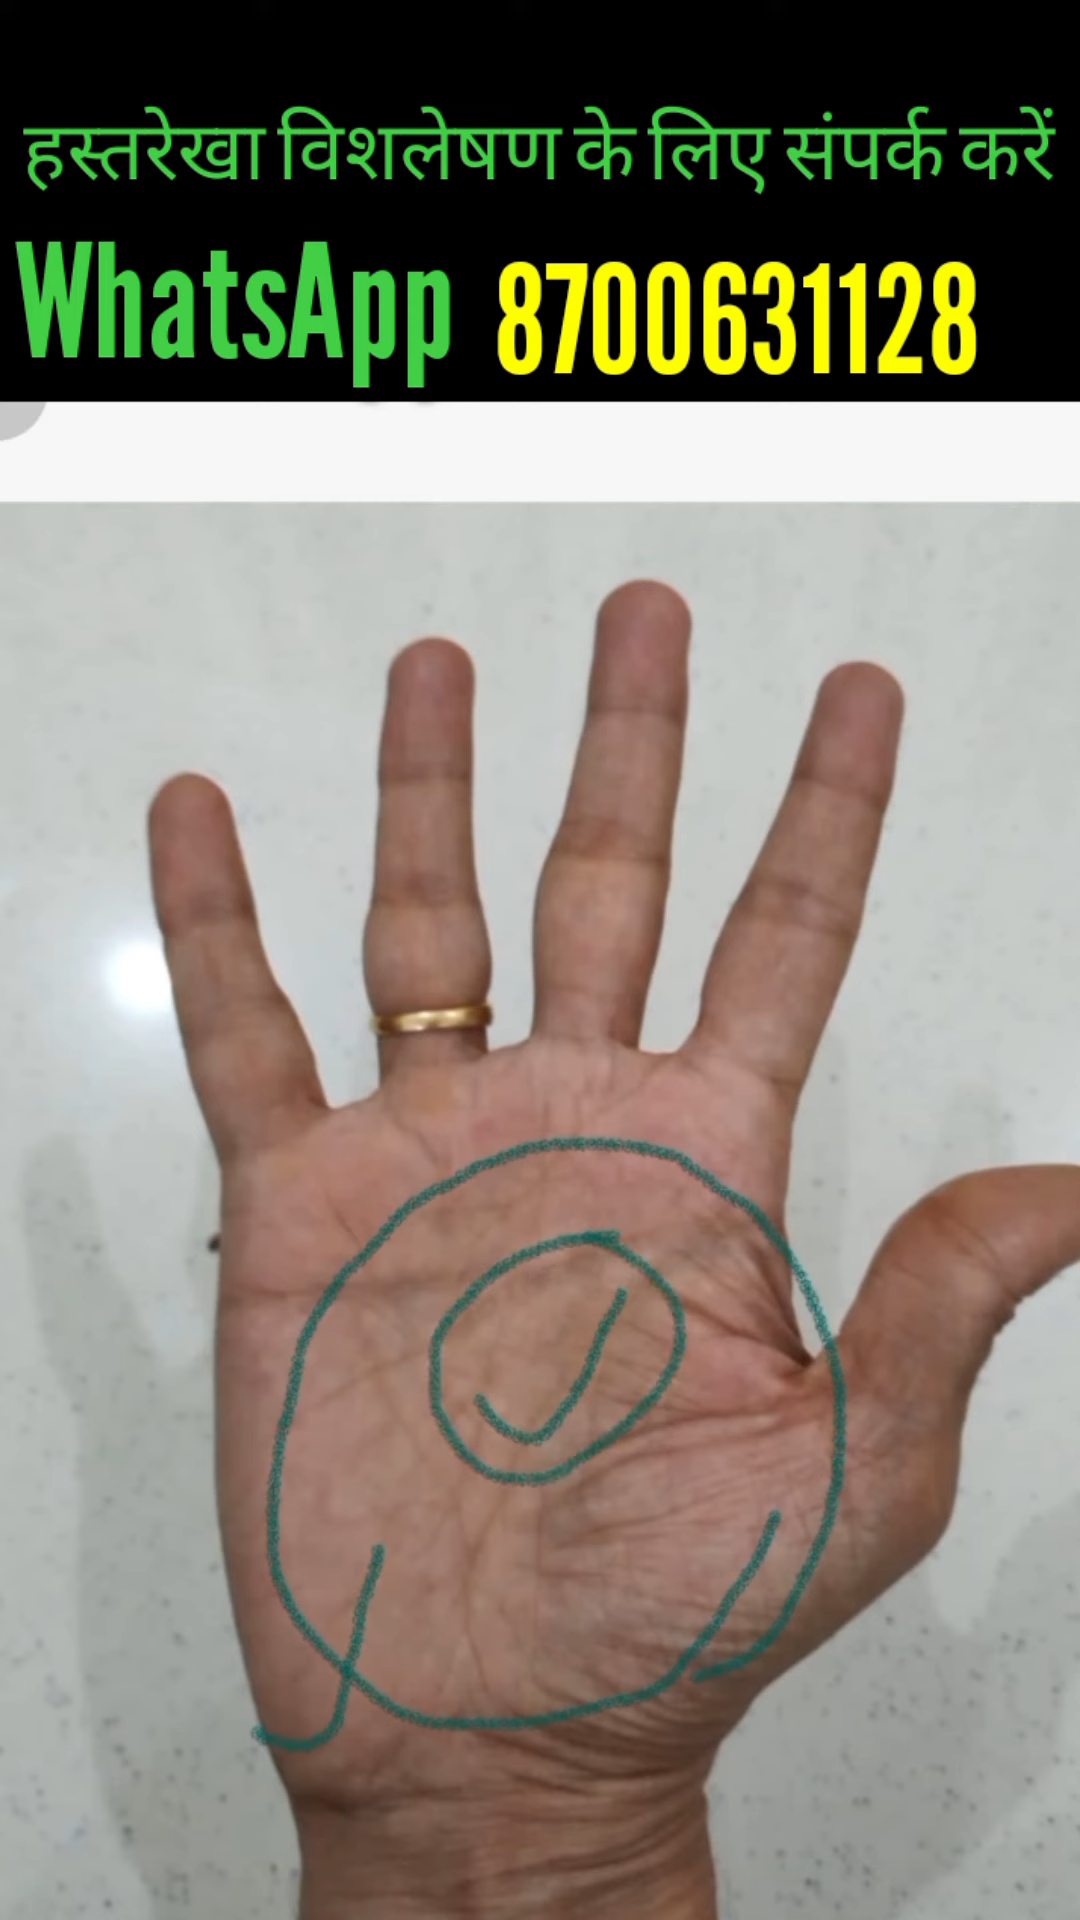 हस्तरेखा विशलेषण के लिए संपर्क करें
WhatsApp 8700631128